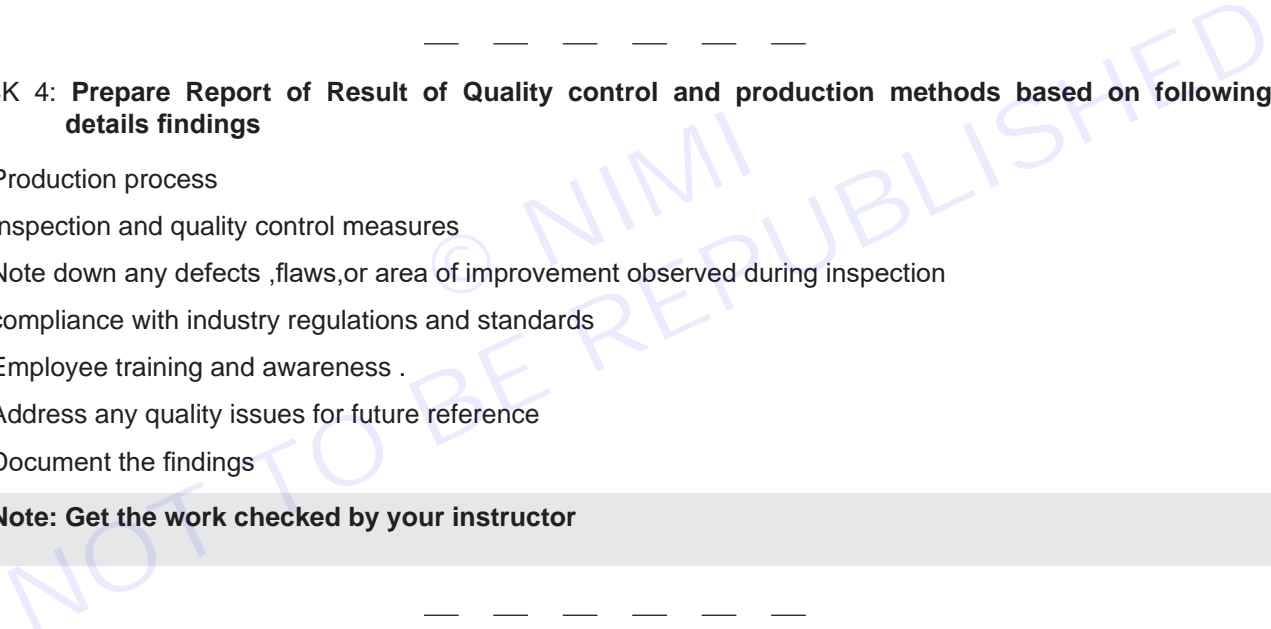 K 4: Prepare Report of Result of Quality control and production methods based on following
details findings
Production process
nspection and quality control measures
Note down any defects ,flaws,or area of improvement observed during inspection
compliance with industry regulations and standards
Employee training and awareness .
Address any quality issues for future reference
Document the findings
Note: Get the work checked by your instructor
© NIMI
NOT TO BE REPUBLISHED